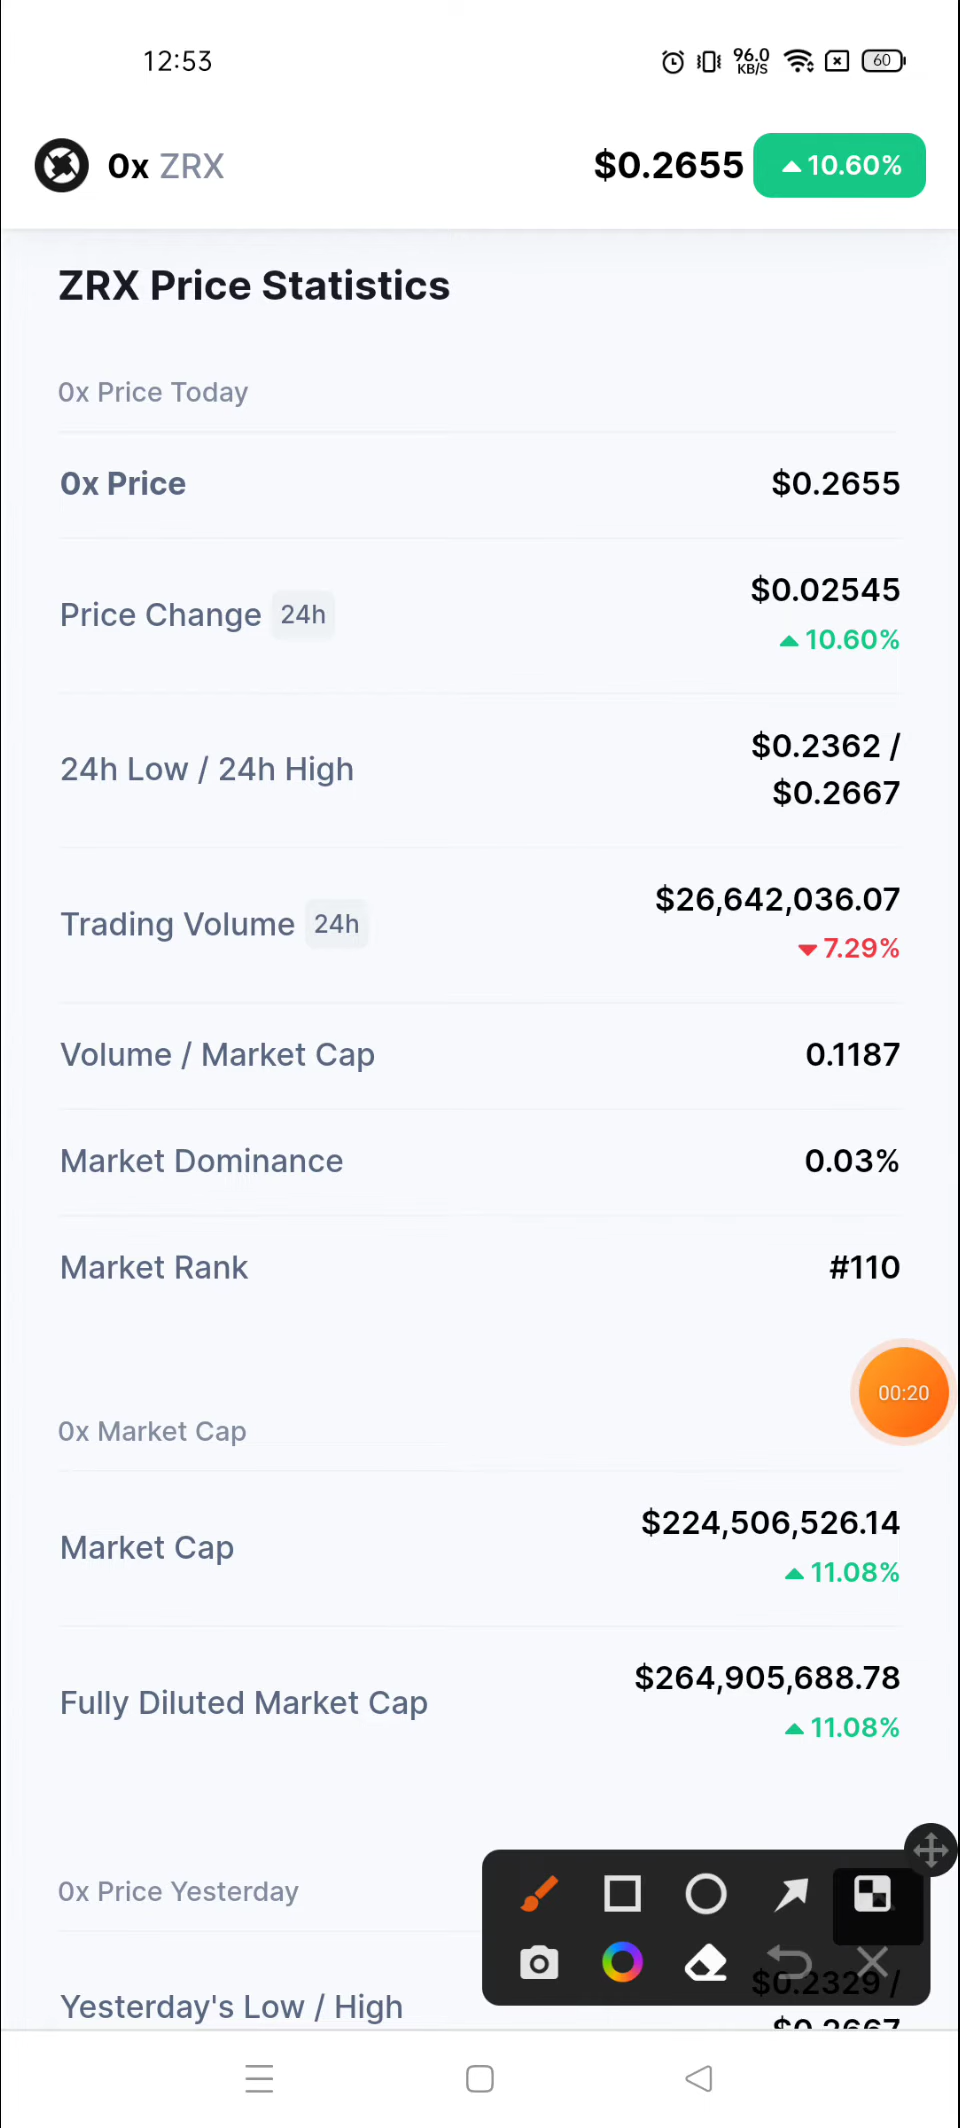 12:53
96.0
KB/S
60
0x ZRX
$0.2655
10.60%
ZRX Price Statistics
0x Price Today
0x Price
$0.2655
Price Change 24h
$0.02545
10.60%
24h Low / 24h High
$0.2362 /
$0.2667
Trading Volume 24h
$26,642,036.07
7.29%
Volume / Market Cap
0.1187
Market Dominance
0.03%
Market Rank
#110
00:20
0x Market Cap
Market Cap
$224,506,526.14
11.08%
Fully Diluted Market Cap
$264,905,688.78
11.08%
0x Price Yesterday
Yesterday's Low / High
$0.2329 /
$0.2667